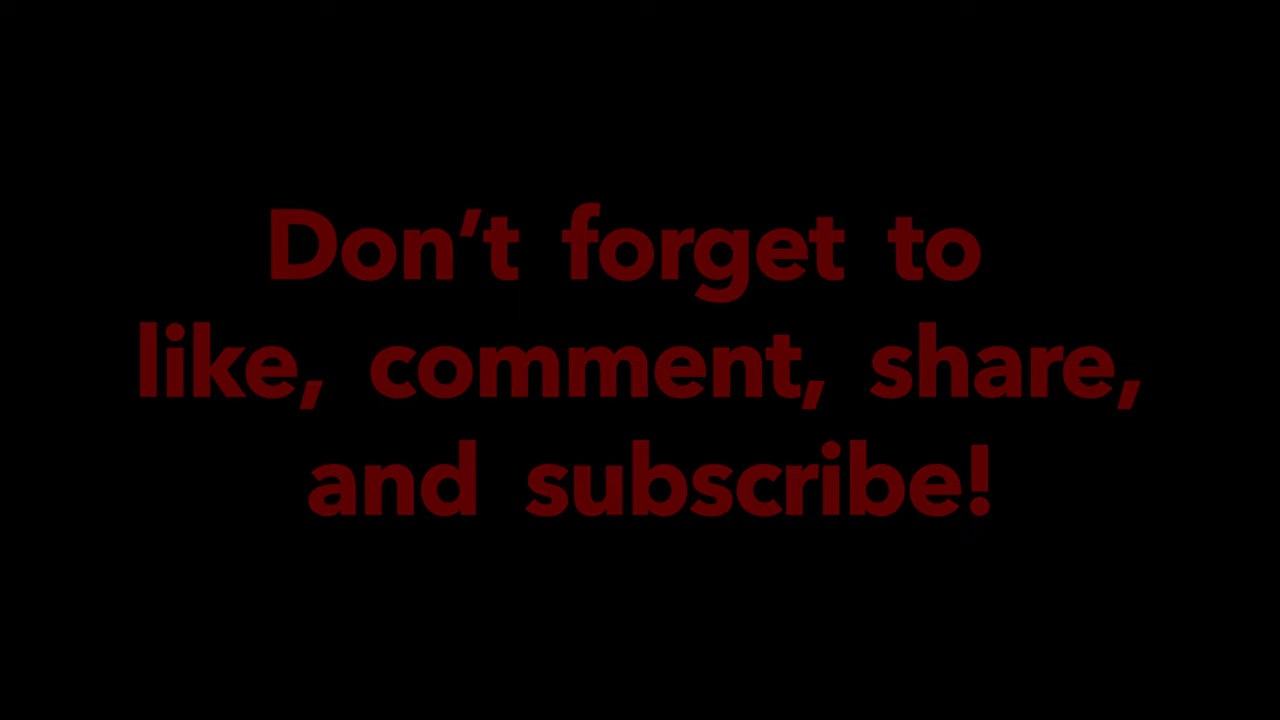 Don’t forget to
like, comment, share,
and subscribe!